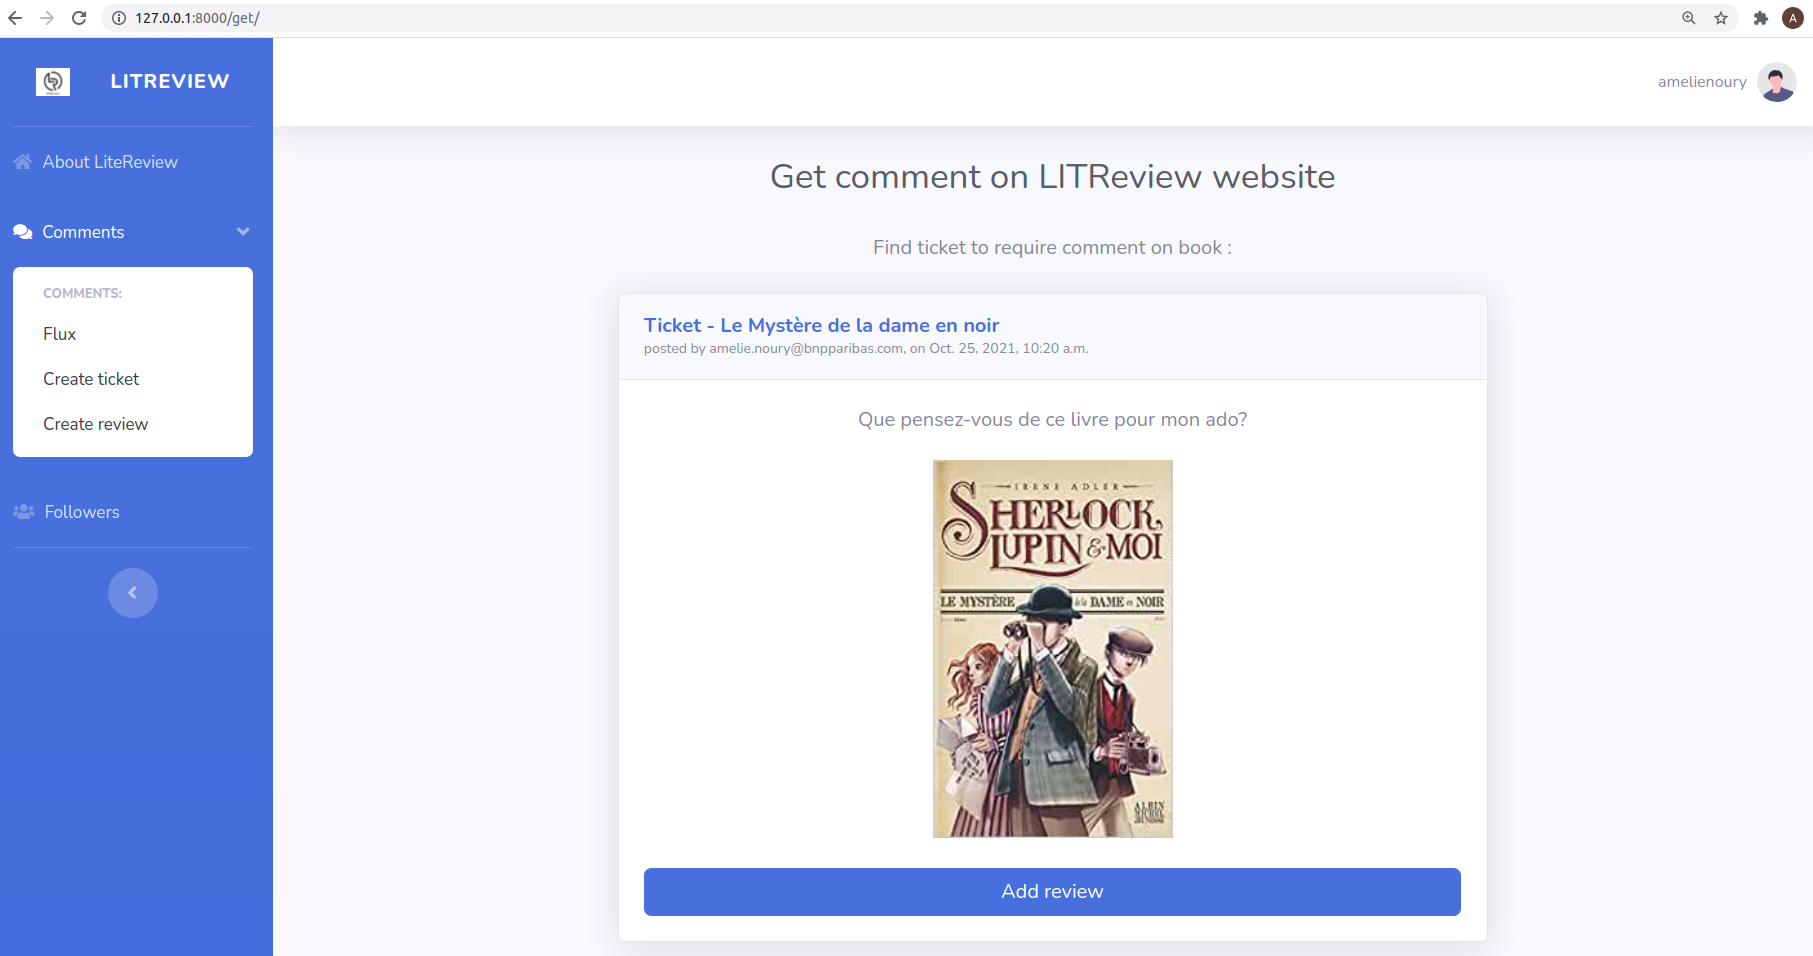 127.0.0.1:8000/get/
A
LITREVIEW
amelienoury
About LiteReview
Comments
COMMENTS:
Flux
Create ticket
Create review
Followers
Get comment on LITReview website
Find ticket to require comment on book :
Ticket - Le Mystère de la dame en noir
posted by amelie.noury@bnpparibas.com, on Oct. 25, 2021, 10:20 a.m.
Que pensez-vous de ce livre pour mon ado?
IRENE ADLER
SHERLOCK,
LUPIN & MOI
LE MYSTÈRE de la DAME en NOIR
ALBIN
MICHEL
JEUNESSE
Add review